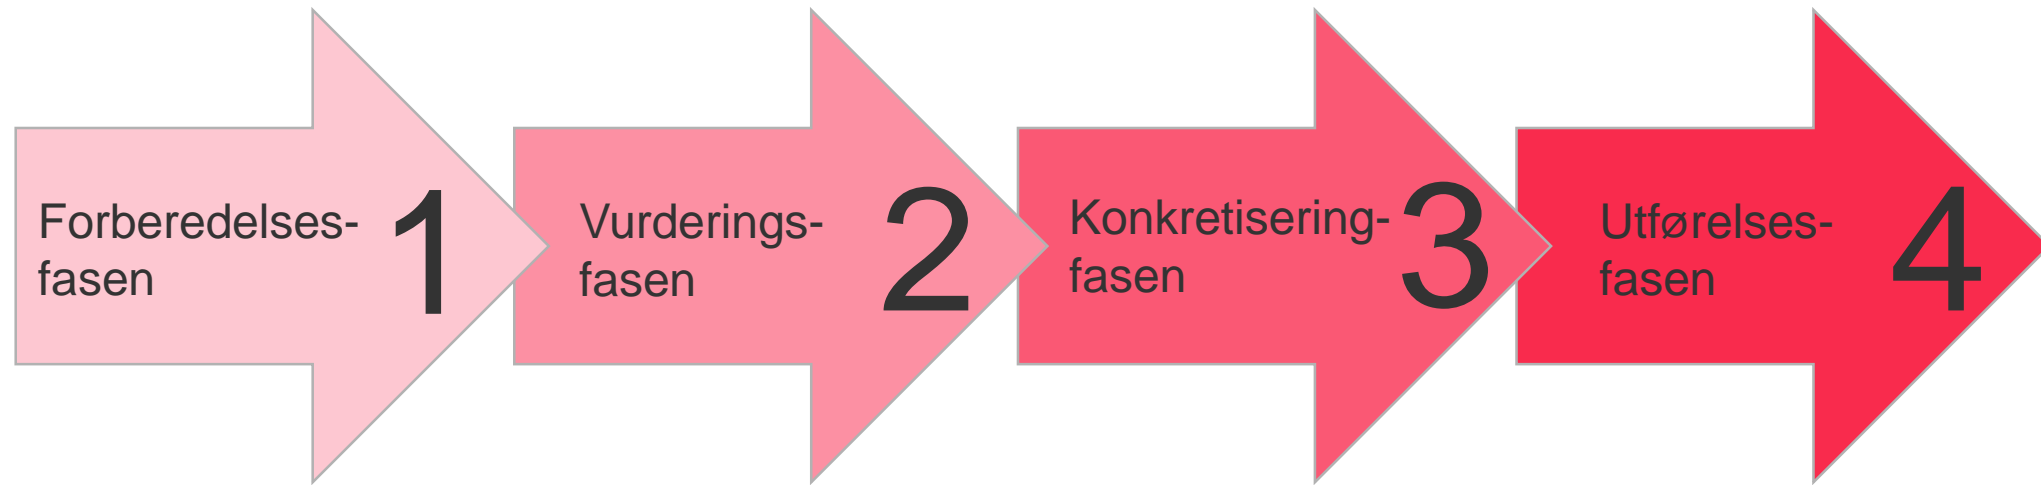 Forberedelses-
fasen
1
Vurderings-
fasen
2
Konkretisering-
fasen
3
Utførelses-
fasen
4